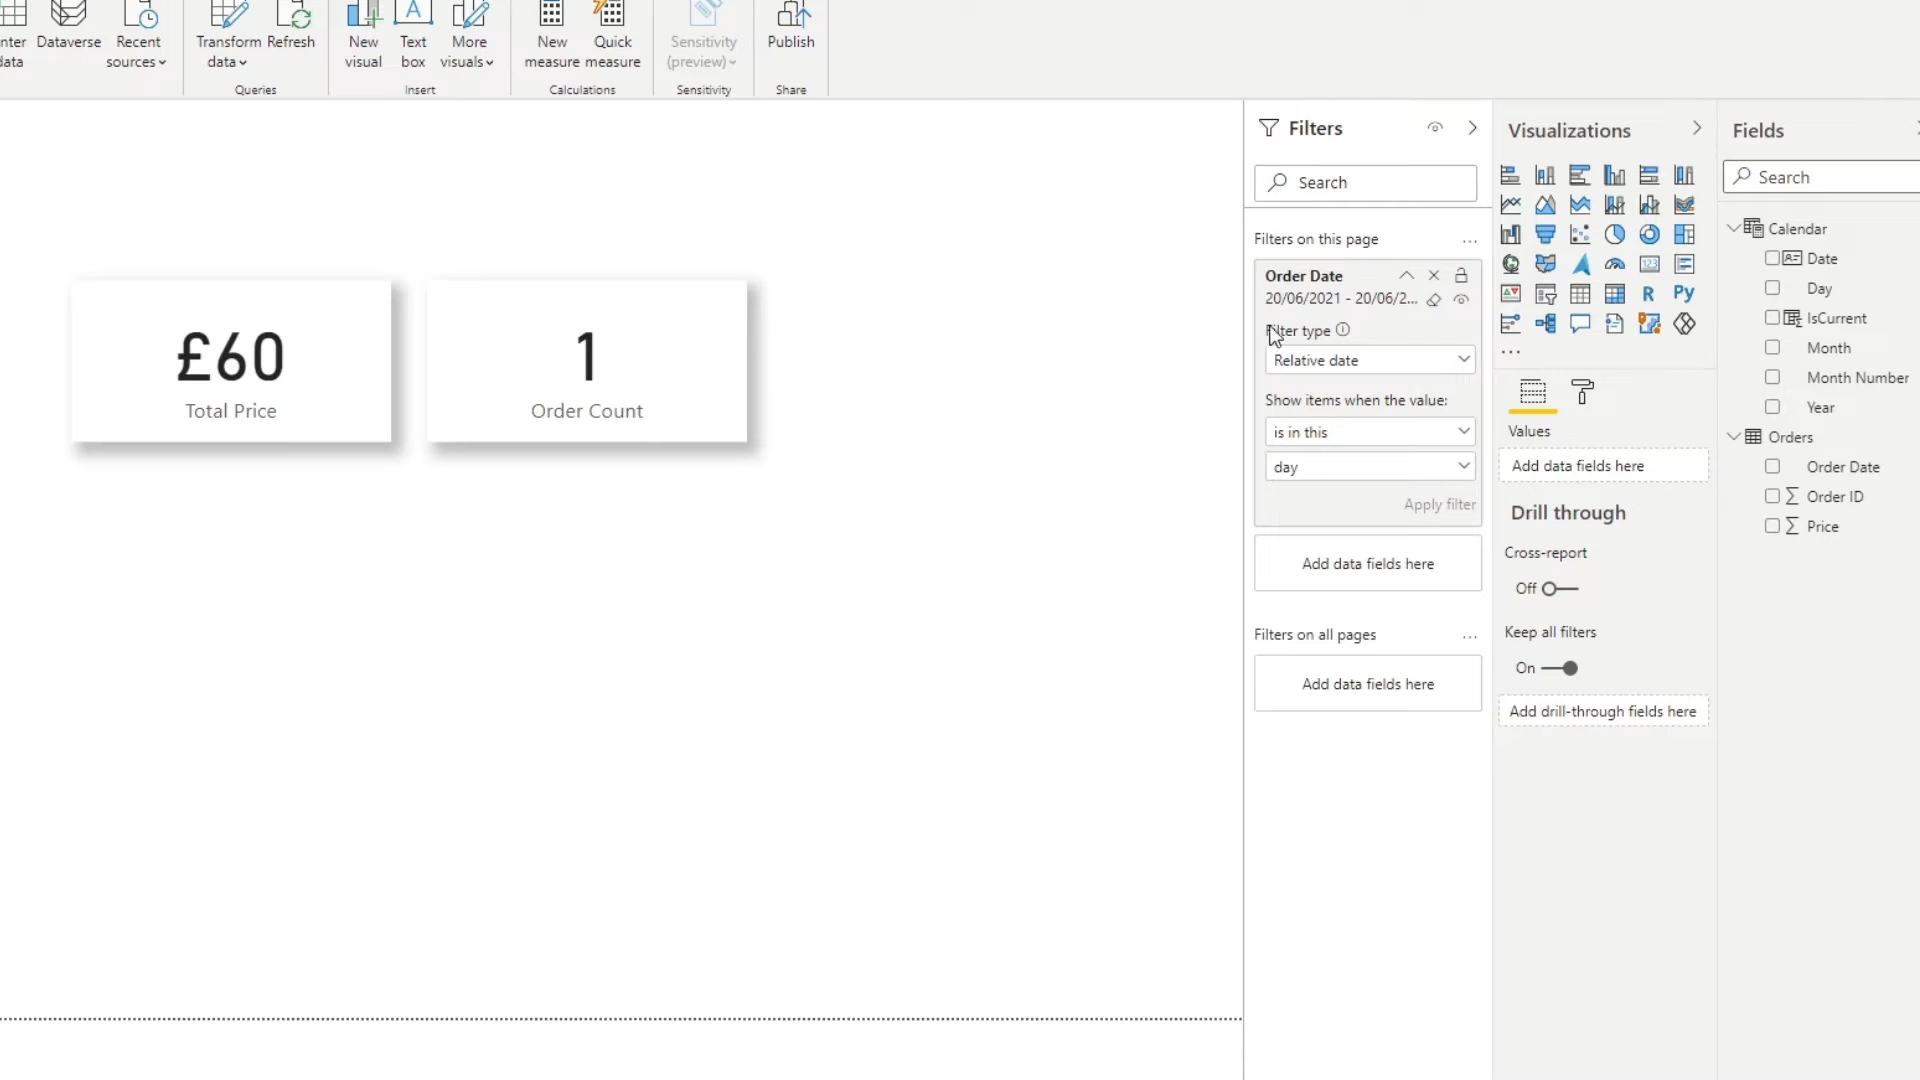 nter
data
Dataverse
Recent
sources
Transform
data
Refresh
Queries
New
visual
Text
box
More
visuals
Insert
New
measure
Quick
measure
Calculations
Sensitivity
(preview)
Sensitivity
Publish
Share
Filters
Search
Filters on this page
...
Order Date
20/06/2021 - 20/06/2...
Filter type
Relative date
Show items when the value:
is in this
day
Apply filter
Add data fields here
Filters on all pages
...
Add data fields here
£60
Total Price
1
Order Count
Visualizations
123
R
Py
...
Values
Add data fields here
Drill through
Cross-report
Off
Keep all filters
On
Add drill-through fields here
Fields
Search
Calendar
Date
Day
IsCurrent
Month
Month Number
Year
Orders
Order Date
Σ Order ID
Σ Price